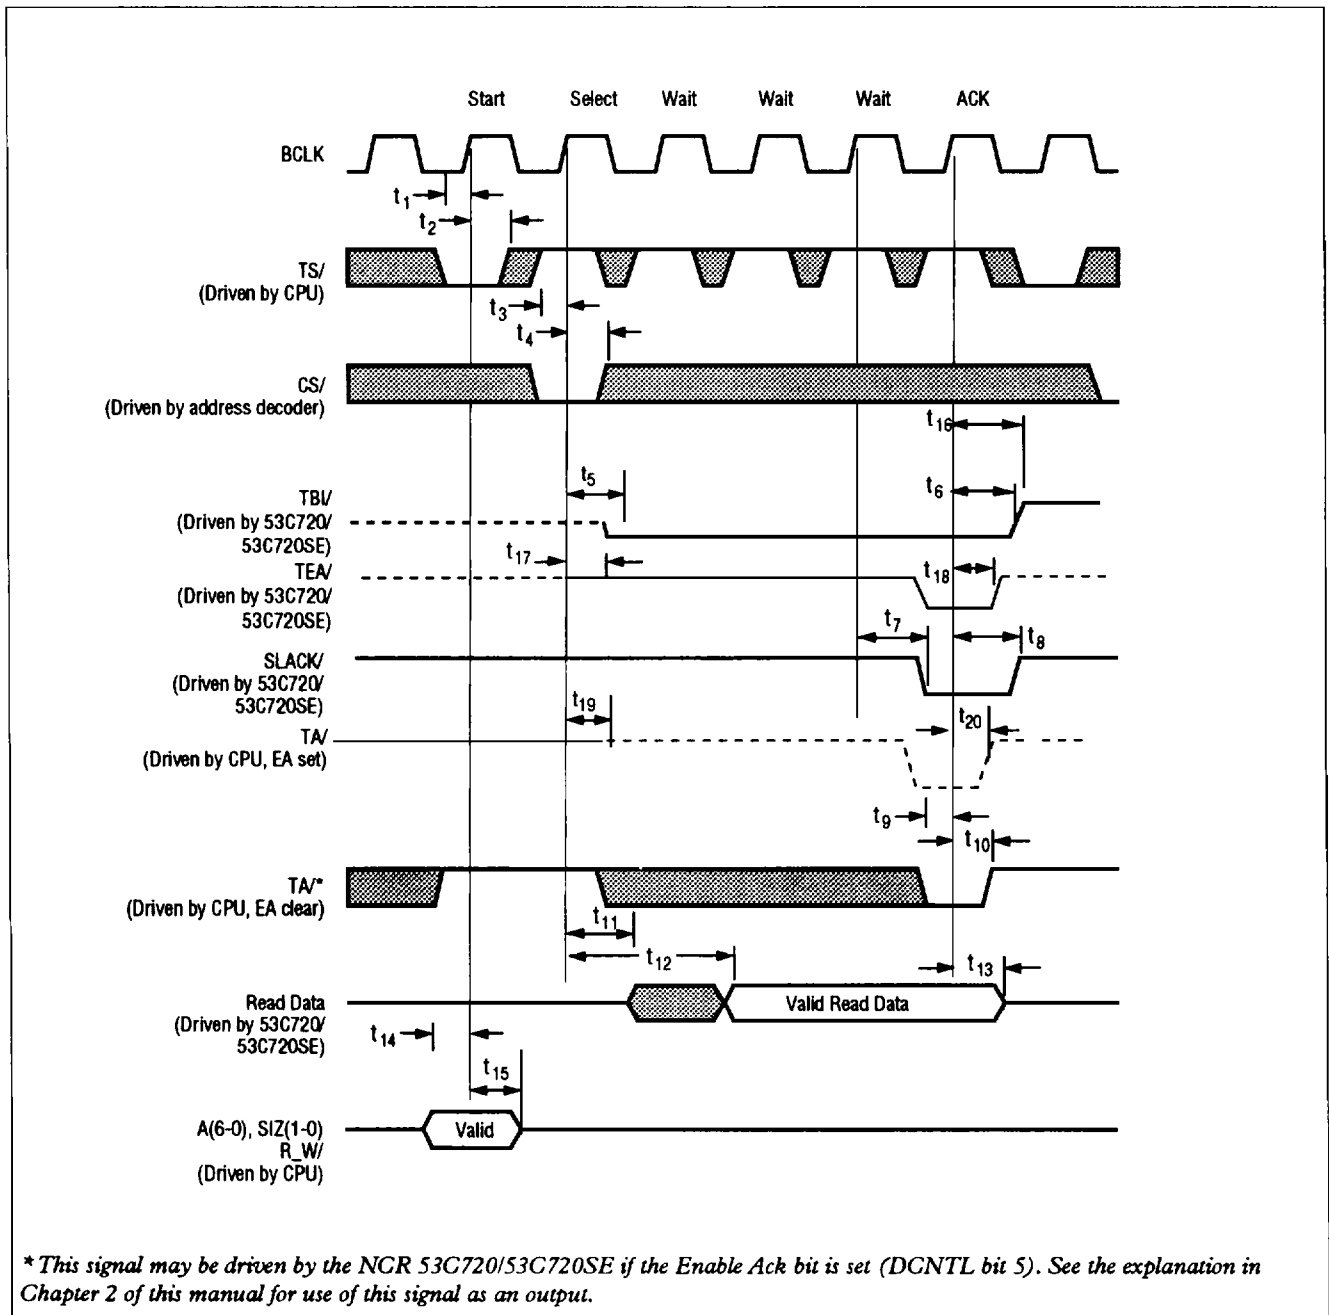 Start Select Wait Wait Wait ACK
BCLK
t1
t2
TS/
(Driven by CPU)
t3
t4
CS/
(Driven by address decoder)
t16
t5
t6
TBI/
(Driven by 53C720/
53C720SE)
t17
t18
TEA/
(Driven by 53C720/
53C720SE)
t7
t8
SLACK/
(Driven by 53C720/
53C720SE)
t19
t20
TA/
(Driven by CPU, EA set)
t9
t10
TA/*
(Driven by CPU, EA clear)
t11
t12
t13
Read Data
(Driven by 53C720/
53C720SE)
Valid Read Data
t14
t15
A(6-0), SIZ(1-0)
R_W/
(Driven by CPU)
Valid
* This signal may be driven by the NCR 53C720/53C720SE if the Enable Ack bit is set (DCNTL bit 5). See the explanation in
Chapter 2 of this manual for use of this signal as an output.